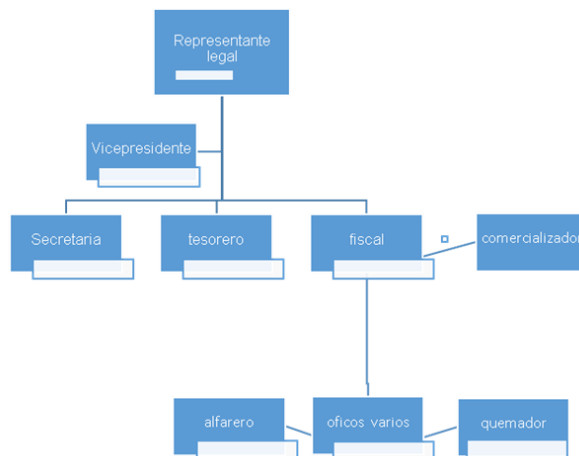 Representante
legal
Vicepresidente
Secretaria
tesorero
fiscal
comercializador
alfarero
oficos varios
quemador